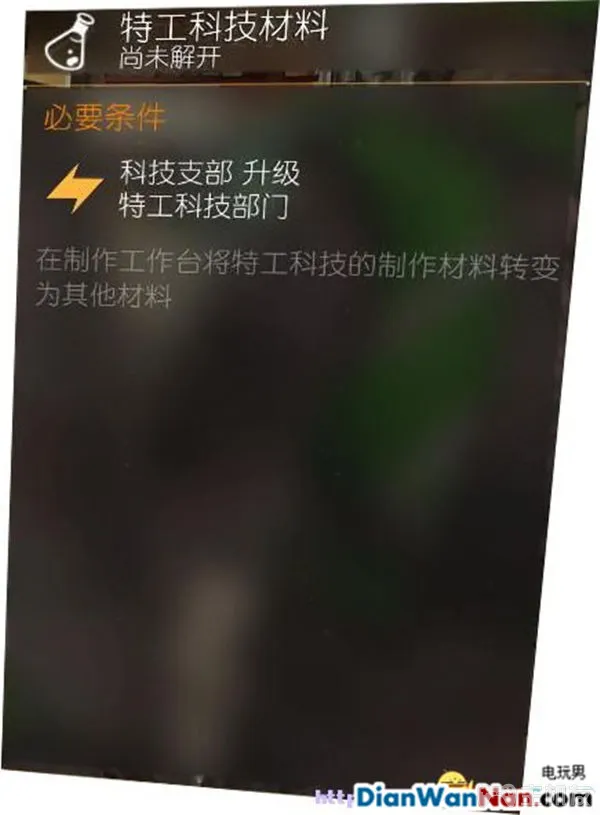 特工科技材料
尚未解开
必要条件
科技支部 升级
特工科技部门
在制作工作台将特工科技的制作材料转变
为其他材料
电玩男
DianWanNan.com